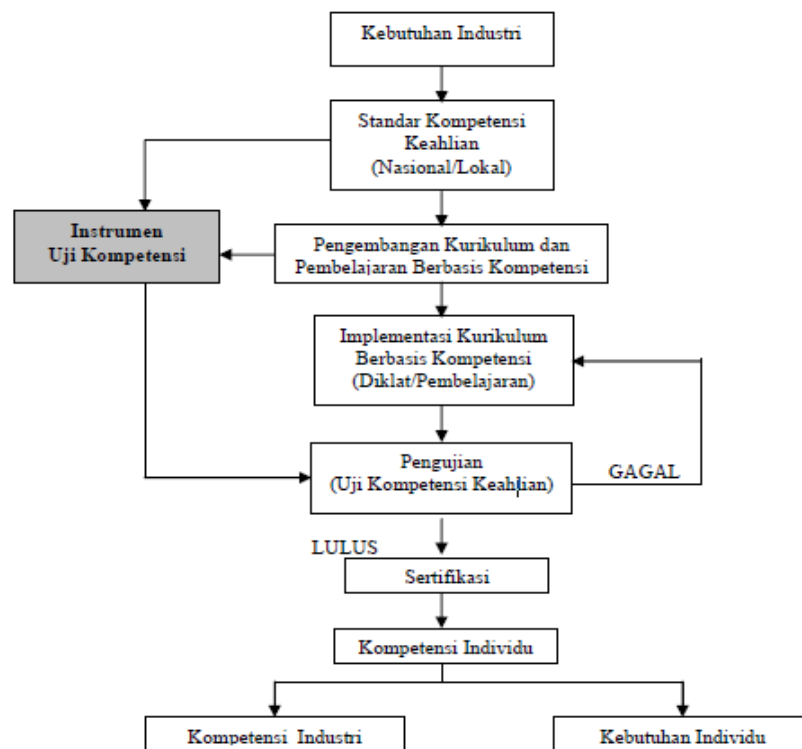 Kebutuhan Industri
Standar Kompetensi
Keahlian
(Nasional/Lokal)
Instrumen
Uji Kompetensi
Pengembangan Kurikulum dan
Pembelajaran Berbasis Kompetensi
Implementasi Kurikulum
Berbasis Kompetensi
(Diklat/Pembelajaran)
Pengujian
(Uji Kompetensi Keahlian)
GAGAL
LULUS
Sertifikasi
Kompetensi Individu
Kompetensi Industri
Kebutuhan Individu